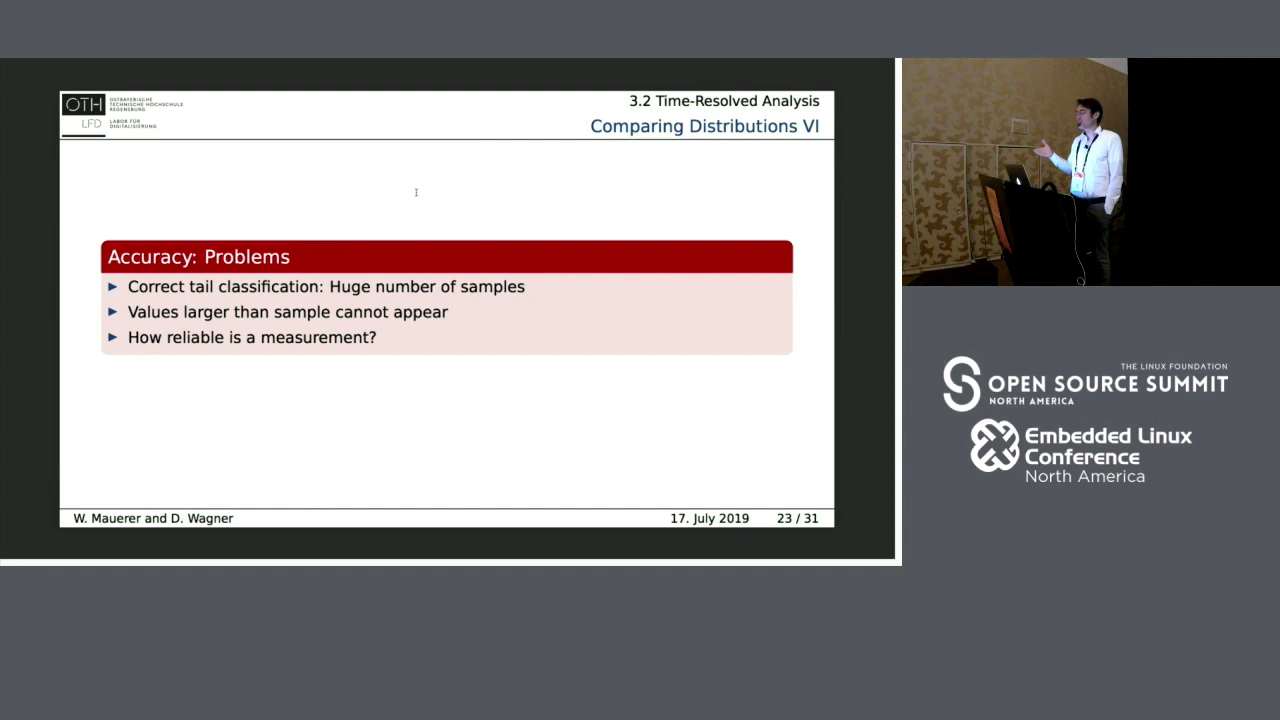 OTH
OSTBAYERISCHE
TECHNISCHE HOCHSCHULE
REGENSBURG
LFD
LABOR FÜR
DIGITALISIERUNG
3.2 Time-Resolved Analysis
Comparing Distributions VI
Accuracy: Problems
► Correct tail classification: Huge number of samples
► Values larger than sample cannot appear
► How reliable is a measurement?
W. Mauerer and D. Wagner
17. July 2019 23 / 31
THE LINUX FOUNDATION
OPEN SOURCE SUMMIT
NORTH AMERICA
Embedded Linux
Conference
North America